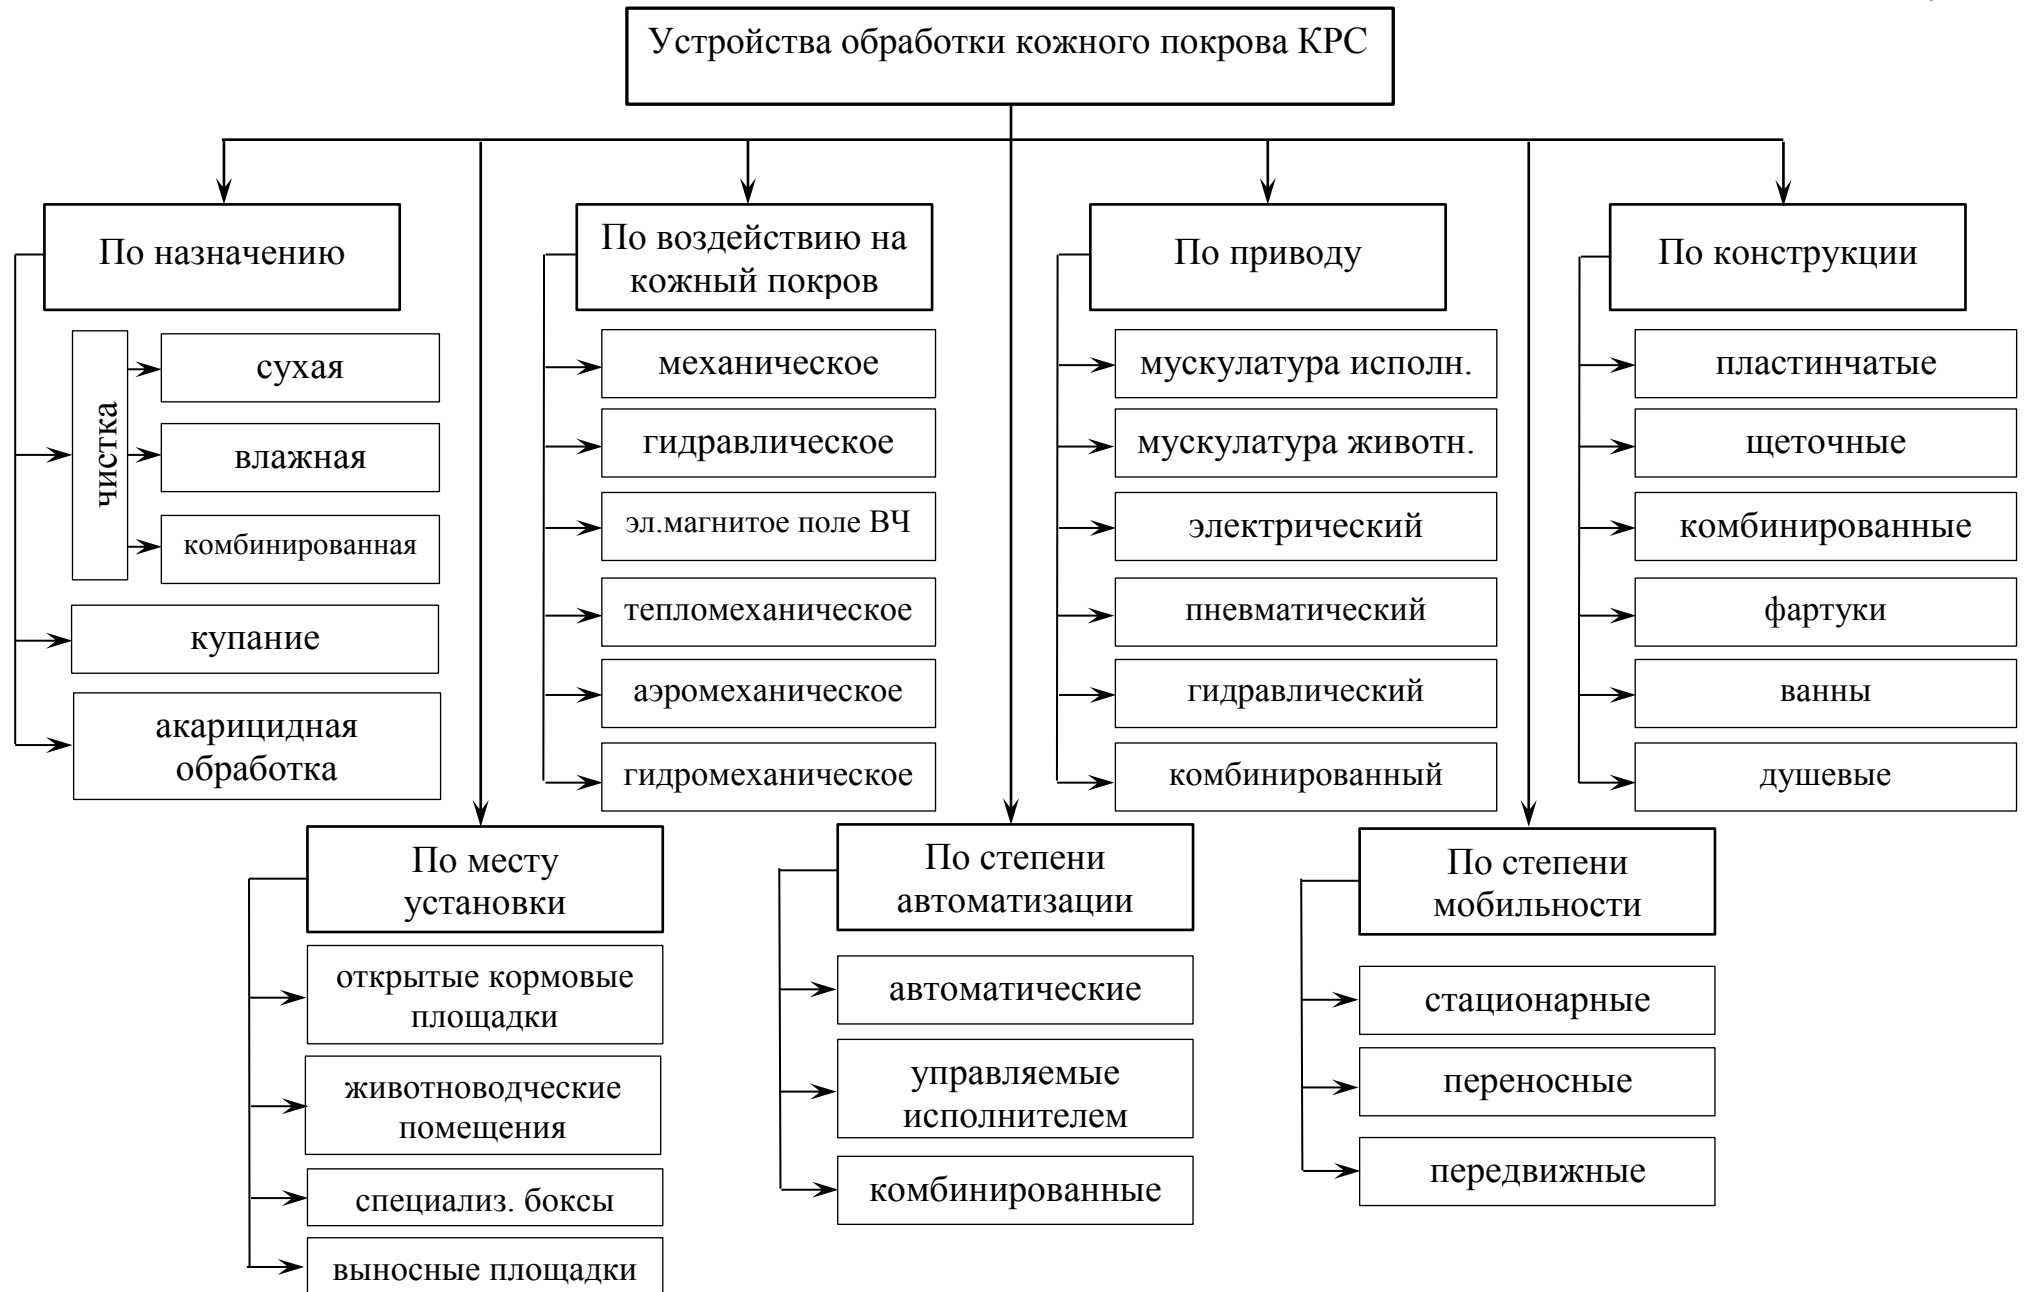 Устройства обработки кожного покрова КРС
По назначению
чистка
сухая
влажная
комбинированная
купание
акарицидная
обработка
По воздействию на
кожный покров
механическое
гидравлическое
эл.магнитое поле ВЧ
тепломеханическое
аэромеханическое
гидромеханическое
По приводу
мускулатура исполн.
мускулатура животн.
электрический
пневматический
гидравлический
комбинированный
По конструкции
пластинчатые
щеточные
комбинированные
фартуки
ванны
душевые
По месту
установки
открытые кормовые
площадки
животноводческие
помещения
специализ. боксы
выносные площадки
По степени
автоматизации
автоматические
управляемые
исполнителем
комбинированные
По степени
мобильности
стационарные
переносные
передвижные